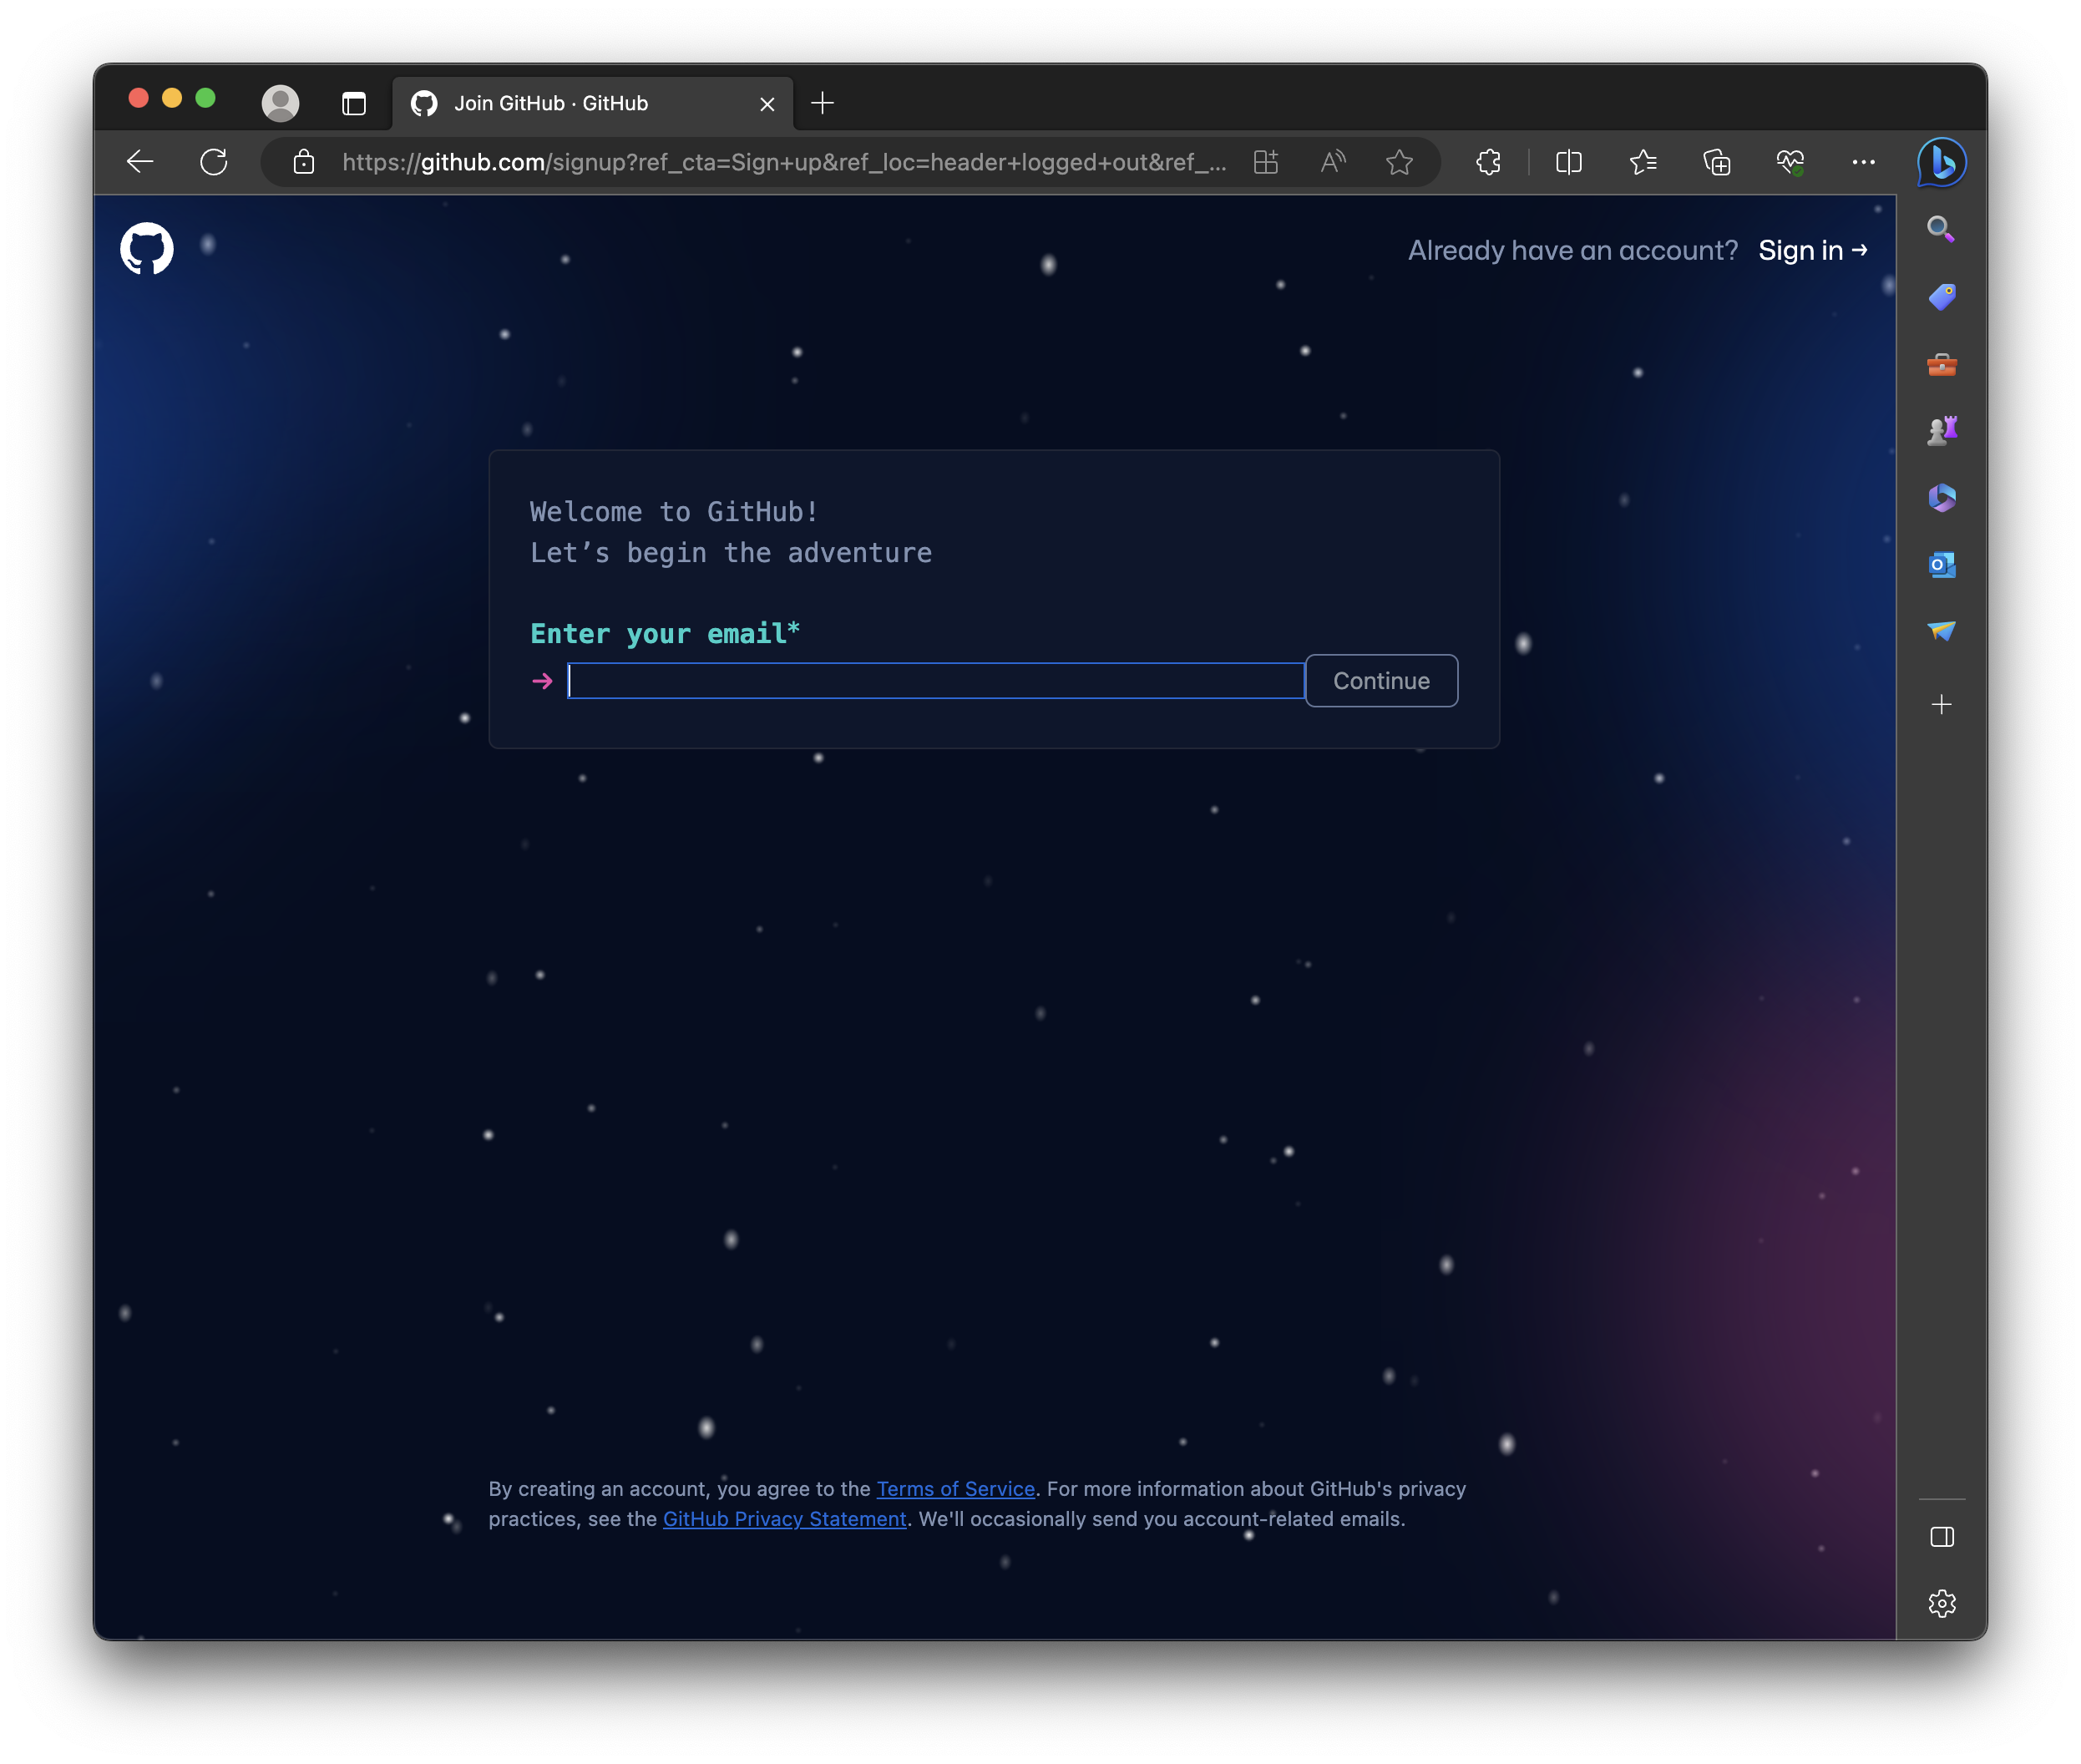 Join GitHub · GitHub
https://github.com/signup?ref_cta=Sign+up&ref_loc=header+logged+out&ref_...
Already have an account? Sign in →
Welcome to GitHub!
Let’s begin the adventure
Enter your email*
→ Continue
By creating an account, you agree to the Terms of Service. For more information about GitHub's privacy
practices, see the GitHub Privacy Statement. We'll occasionally send you account-related emails.